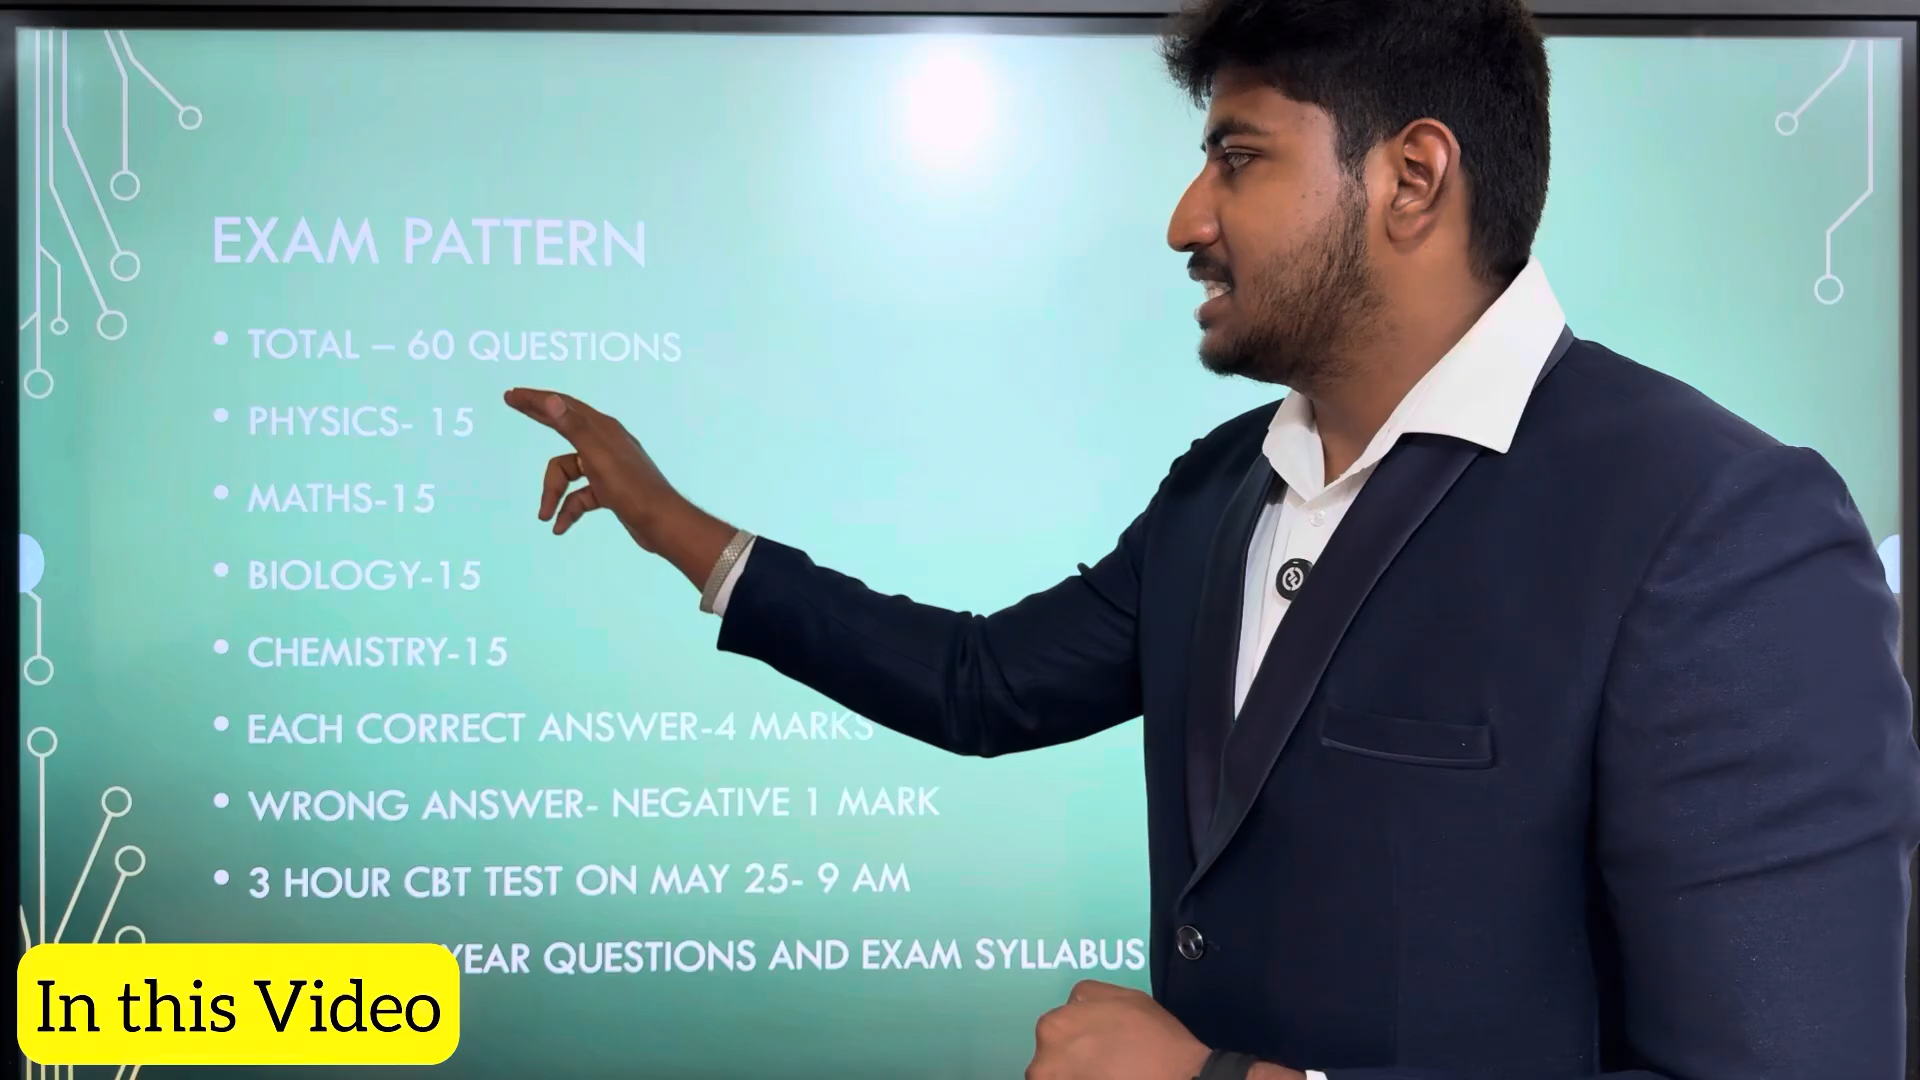 EXAM PATTERN
• TOTAL – 60 QUESTIONS
• PHYSICS- 15
• MATHS-15
• BIOLOGY-15
• CHEMISTRY-15
• EACH CORRECT ANSWER-4 MARKS
• WRONG ANSWER- NEGATIVE 1 MARK
• 3 HOUR CBT TEST ON MAY 25- 9 AM
YEAR QUESTIONS AND EXAM SYLLABUS
In this Video